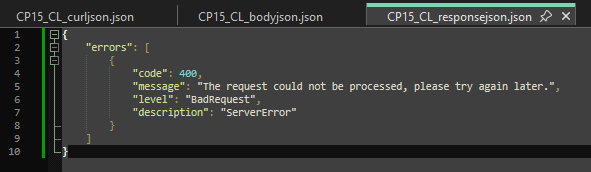 CP15_CL_curljson.json CP15_CL_bodyjson.json CP15_CL_responsejson.json
1 {
2 "errors": [
3 {
4 "code": 400,
5 "message": "The request could not be processed, please try again later.",
6 "level": "BadRequest",
7 "description": "ServerError"
8 }
9 ]
10 }